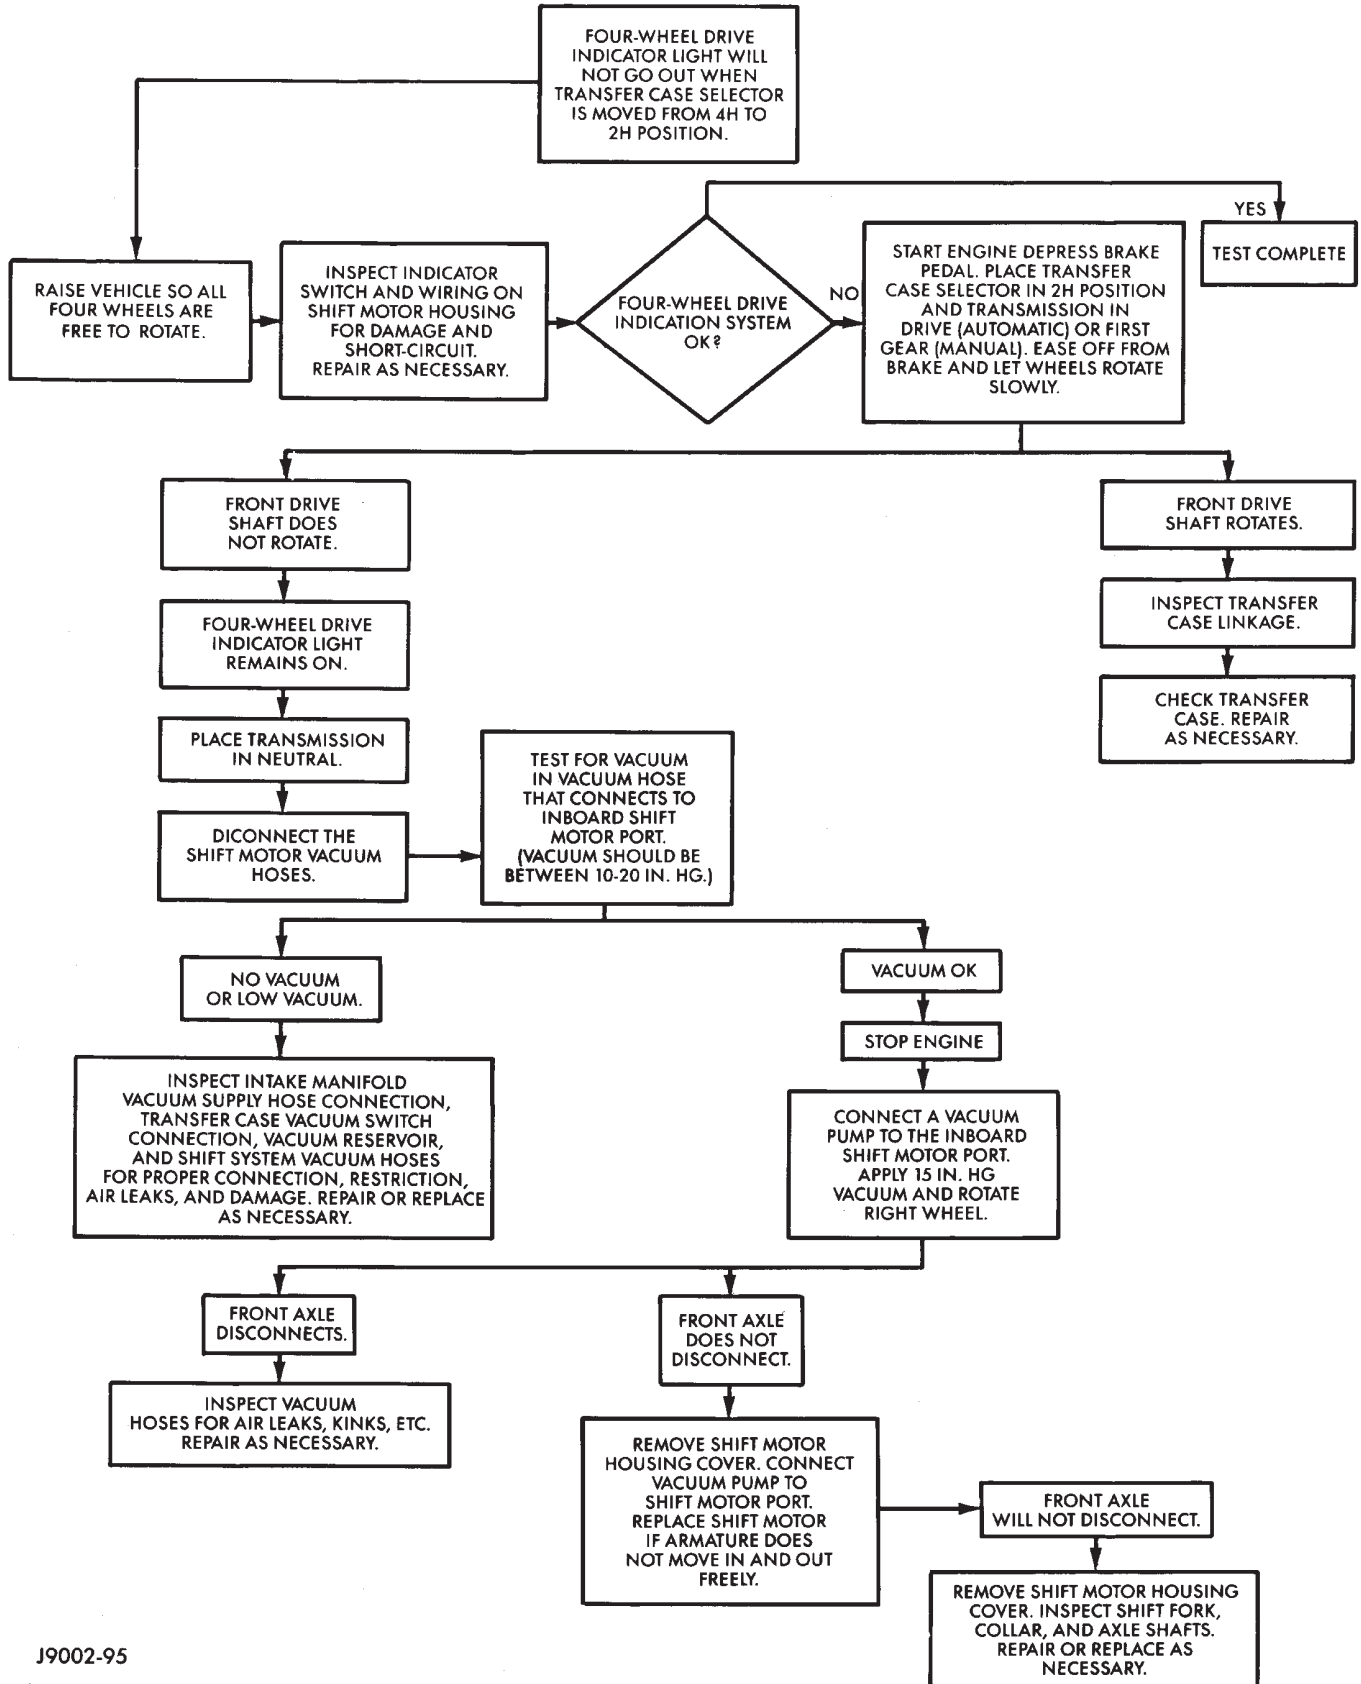 FOUR-WHEEL DRIVE
INDICATOR LIGHT WILL
NOT GO OUT WHEN
TRANSFER CASE SELECTOR
IS MOVED FROM 4H TO
2H POSITION.
RAISE VEHICLE SO ALL
FOUR WHEELS ARE
FREE TO ROTATE.
INSPECT INDICATOR
SWITCH AND WIRING ON
SHIFT MOTOR HOUSING
FOR DAMAGE AND
SHORT-CIRCUIT.
REPAIR AS NECESSARY.
FOUR-WHEEL DRIVE
INDICATION SYSTEM
OK?
YES
TEST COMPLETE
NO
START ENGINE DEPRESS BRAKE
PEDAL. PLACE TRANSFER
CASE SELECTOR IN 2H POSITION
AND TRANSMISSION IN
DRIVE (AUTOMATIC) OR FIRST
GEAR (MANUAL). EASE OFF FROM
BRAKE AND LET WHEELS ROTATE
SLOWLY.
FRONT DRIVE
SHAFT DOES
NOT ROTATE.
FOUR-WHEEL DRIVE
INDICATOR LIGHT
REMAINS ON.
PLACE TRANSMISSION
IN NEUTRAL.
DICONNECT THE
SHIFT MOTOR VACUUM
HOSES.
FRONT DRIVE
SHAFT ROTATES.
INSPECT TRANSFER
CASE LINKAGE.
CHECK TRANSFER
CASE. REPAIR
AS NECESSARY.
TEST FOR VACUUM
IN VACUUM HOSE
THAT CONNECTS TO
INBOARD SHIFT
MOTOR PORT.
(VACUUM SHOULD BE
BETWEEN 10-20 IN. HG.)
NO VACUUM
OR LOW VACUUM.
INSPECT INTAKE MANIFOLD
VACUUM SUPPLY HOSE CONNECTION,
TRANSFER CASE VACUUM SWITCH
CONNECTION, VACUUM RESERVOIR,
AND SHIFT SYSTEM VACUUM HOSES
FOR PROPER CONNECTION, RESTRICTION,
AIR LEAKS, AND DAMAGE. REPAIR OR REPLACE
AS NECESSARY.
VACUUM OK
STOP ENGINE
CONNECT A VACUUM
PUMP TO THE INBOARD
SHIFT MOTOR PORT.
APPLY 15 IN. HG
VACUUM AND ROTATE
RIGHT WHEEL.
FRONT AXLE
DISCONNECTS.
INSPECT VACUUM
HOSES FOR AIR LEAKS, KINKS, ETC.
REPAIR AS NECESSARY.
FRONT AXLE
DOES NOT
DISCONNECT.
REMOVE SHIFT MOTOR
HOUSING COVER. CONNECT
VACUUM PUMP TO
SHIFT MOTOR PORT.
REPLACE SHIFT MOTOR
IF ARMATURE DOES
NOT MOVE IN AND OUT
FREELY.
FRONT AXLE
WILL NOT DISCONNECT.
REMOVE SHIFT MOTOR HOUSING
COVER. INSPECT SHIFT FORK,
COLLAR, AND AXLE SHAFTS.
REPAIR OR REPLACE AS
NECESSARY.
J9002-95